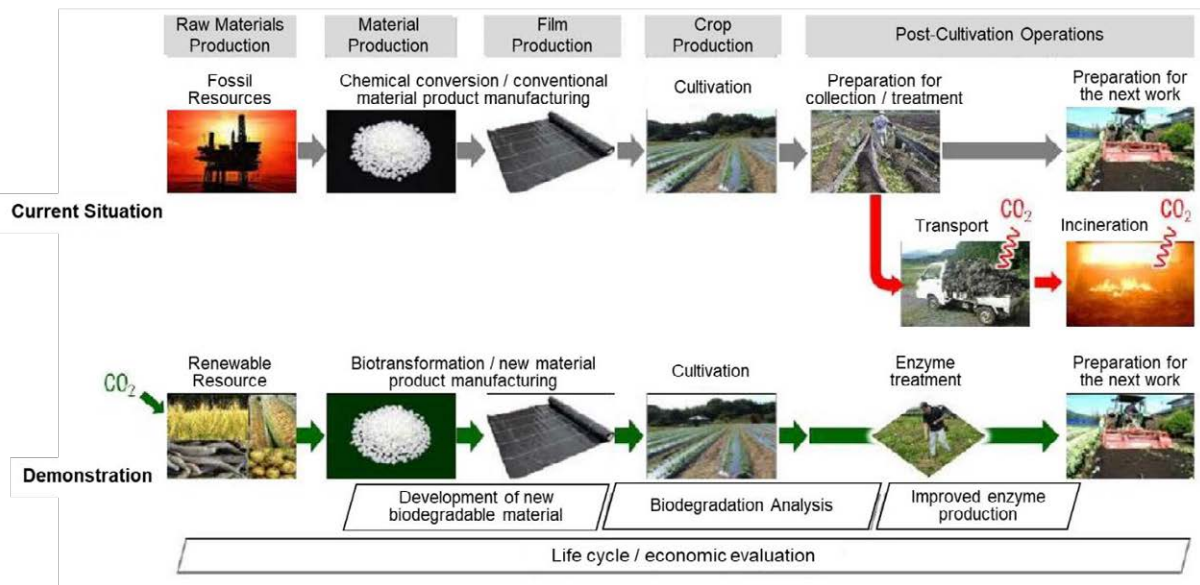 Raw Materials
Production
Material
Production
Film
Production
Crop
Production
Post-Cultivation Operations
Fossil
Resources
Chemical conversion / conventional
material product manufacturing
Cultivation
Preparation for
collection / treatment
Preparation for
the next work
Current Situation
Transport
CO₂
Incineration
CO₂
Renewable
Resource
Biotransformation / new material
product manufacturing
Cultivation
Enzyme
treatment
Preparation for
the next work
CO₂
Demonstration
Development of new
biodegradable material
Biodegradation Analysis
Improved enzyme
production
Life cycle / economic evaluation